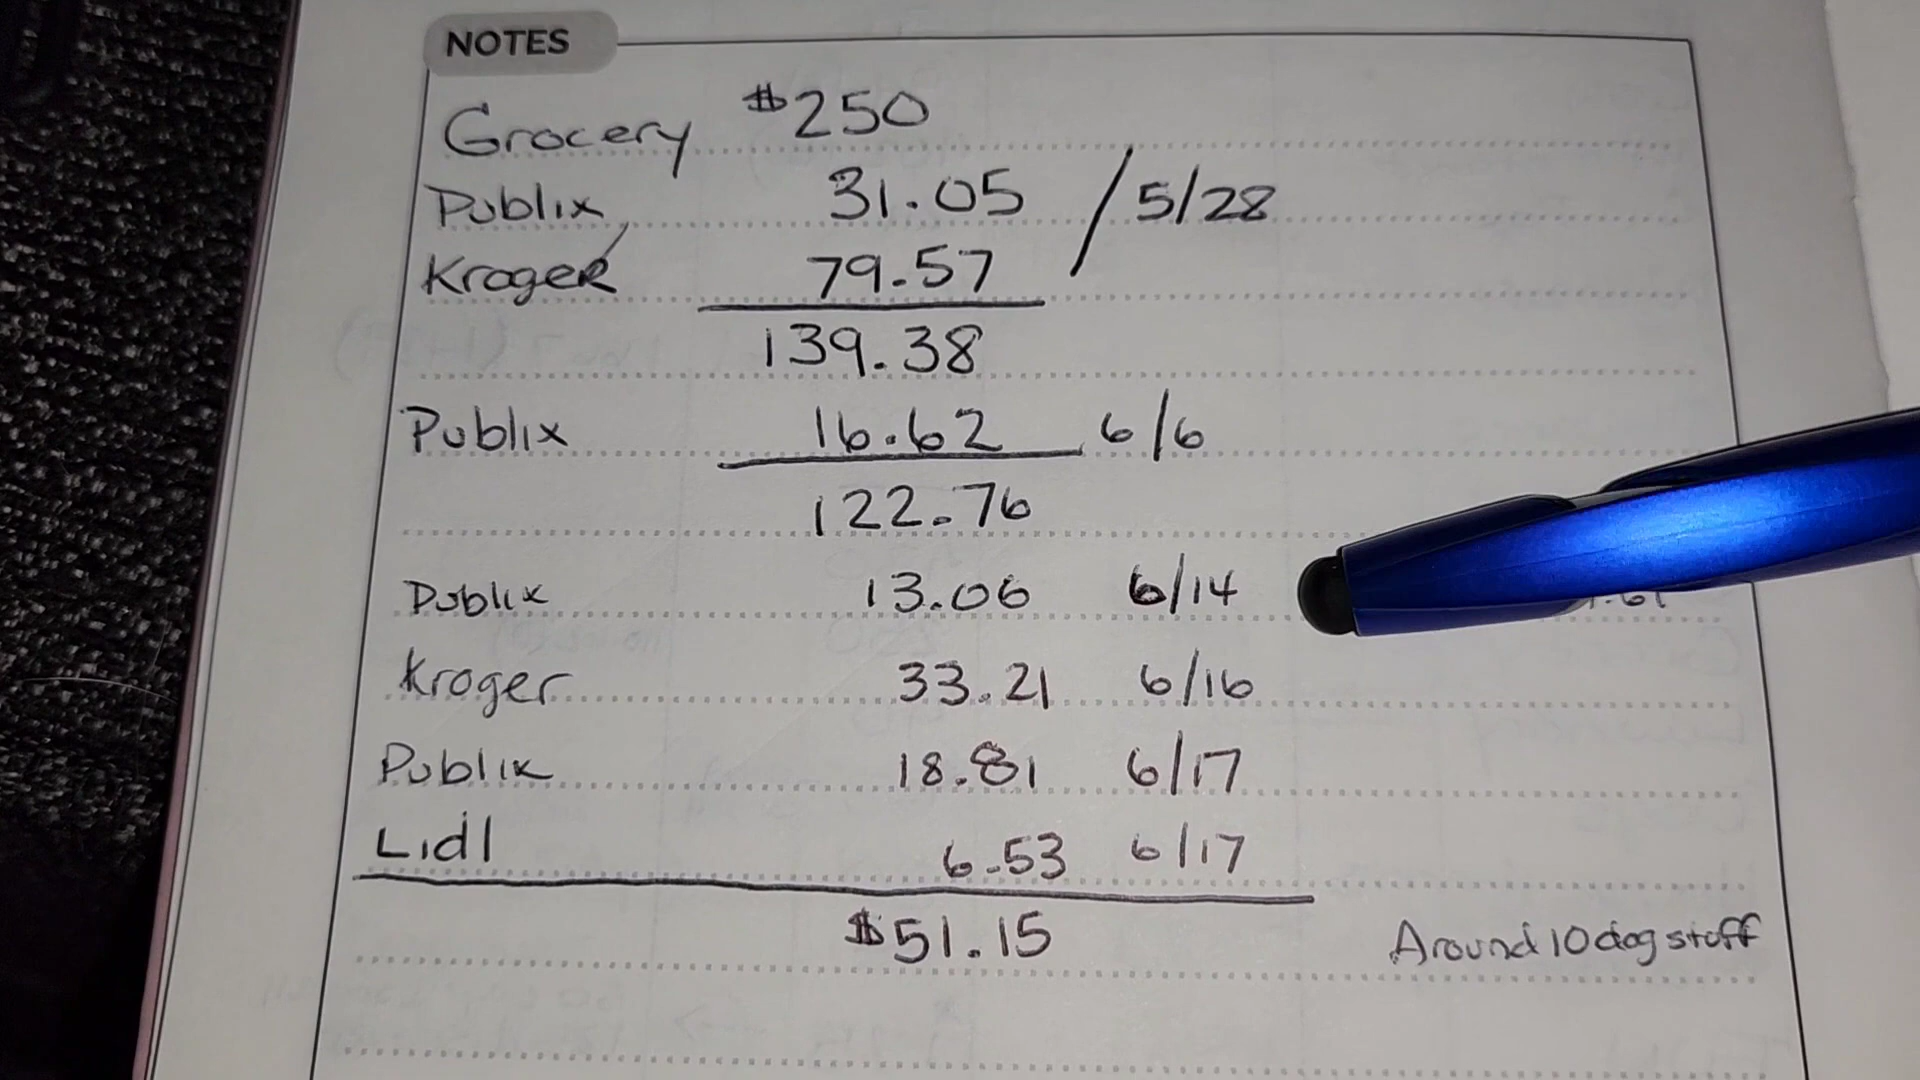 NOTES
Grocery $250
Publix 31.05 / 5/28
Kroger 79.57
139.38
Publix 16.62 6/6
122.76
Publix 13.06 6/14
Kroger 33.21 6/16
Publix 18.81 6/17
Lidl 6.53 6/17
$51.15
Around 10 dog stuff